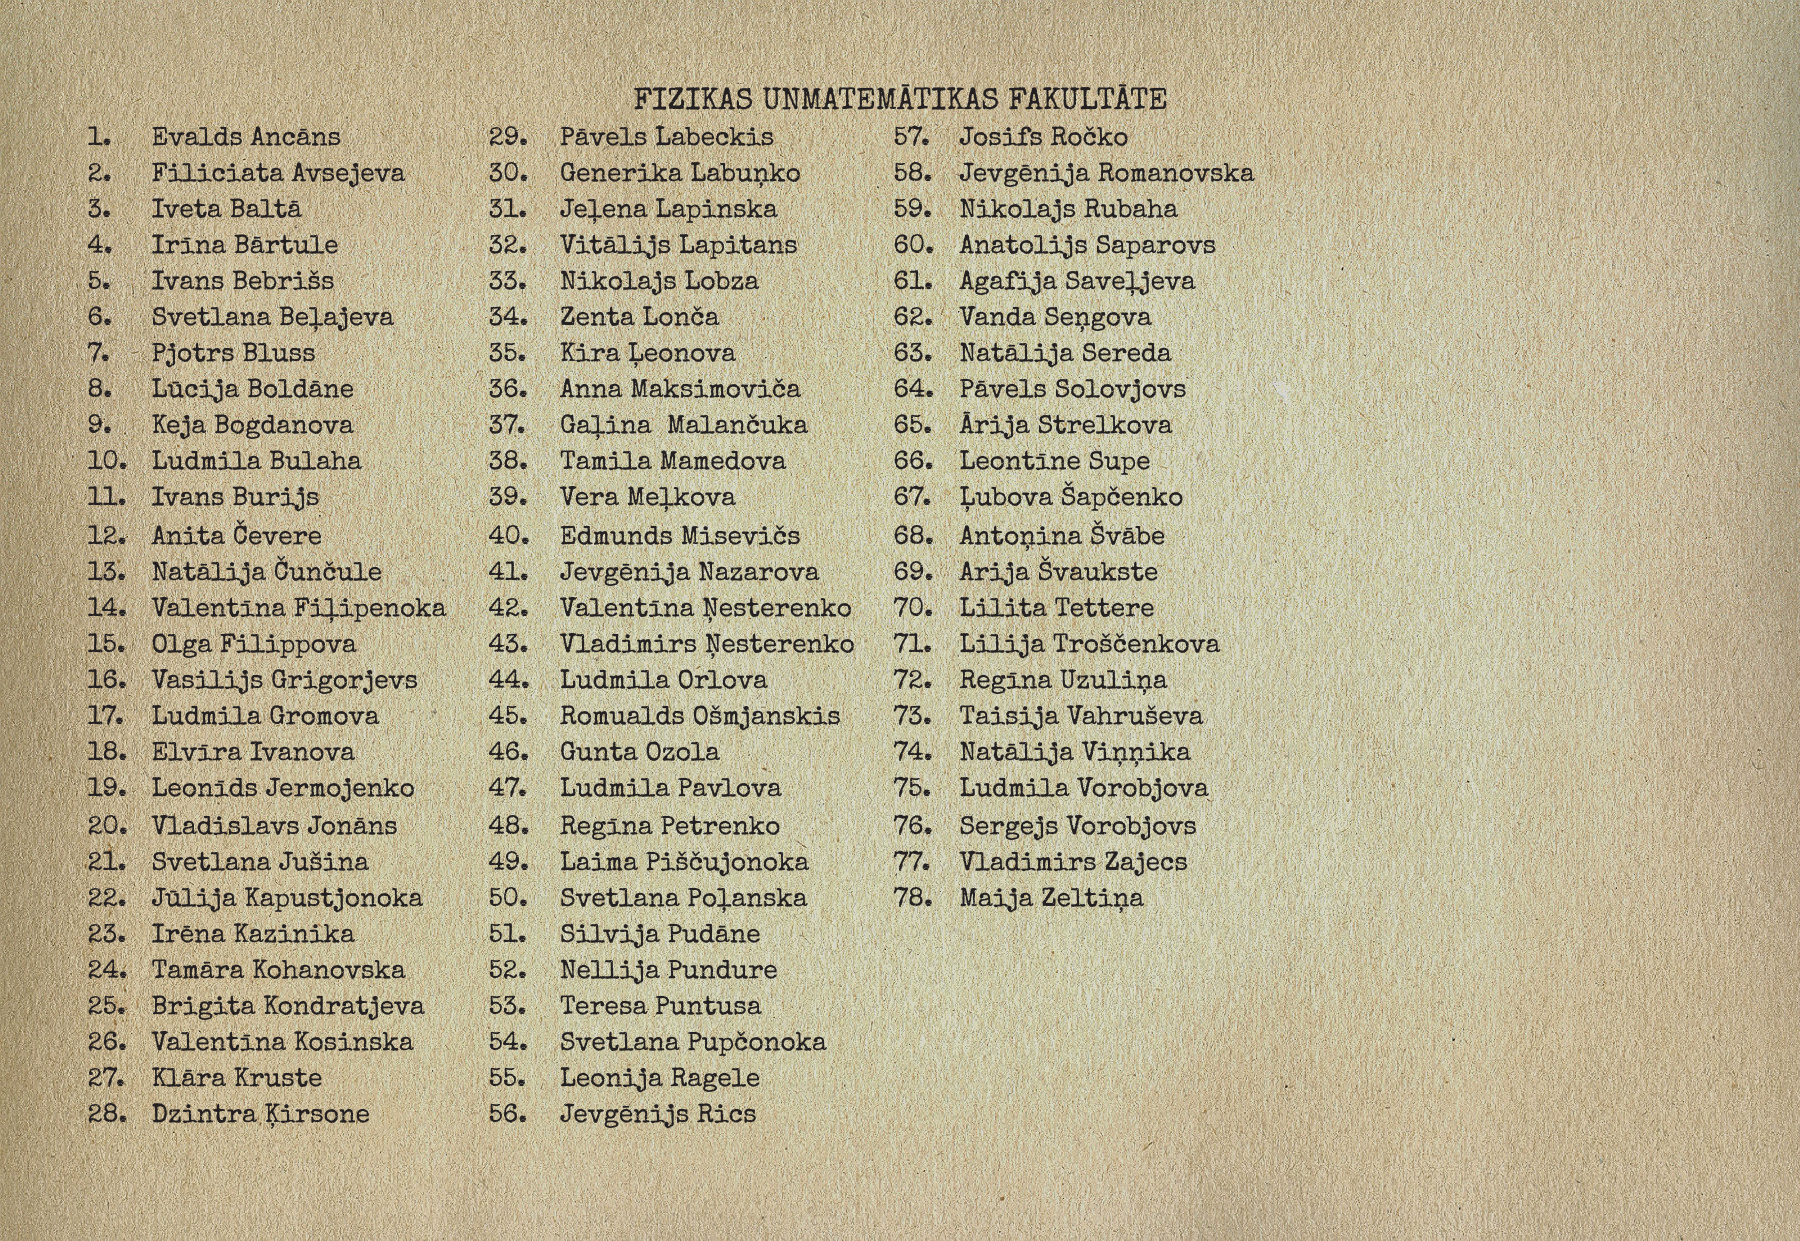 FIZIKAS UNMATEMĀTIKAS FAKULTĀTE
1. Evalds Ancāns
2. Filiciata Avsejeva
3. Iveta Baltā
4. Irīna Bārtule
5. Ivans Bebrišs
6. Svetlana Beļajeva
7. Pjotrs Bluss
8. Lūcija Boldāne
9. Keja Bogdanova
10. Ludmila Bulaha
11. Ivans Burijs
12. Anita Čevere
13. Natālija Čunčule
14. Valentīna Fiļipenoka
15. Olga Filippova
16. Vasilijs Grigorjevs
17. Ludmila Gromova
18. Elvīra Ivanova
19. Leonīds Jermojenko
20. Vladislavs Jonāns
21. Svetlana Jušina
22. Jūlija Kapustjonoka
23. Irēna Kazinika
24. Tamāra Kohanovska
25. Brigita Kondratjeva
26. Valentīna Kosinska
27. Klāra Kruste
28. Dzintra Ķirsone
29. Pāvels Labeckis
30. Generika Labuņko
31. Jeļena Lapinska
32. Vitālijs Lapitans
33. Nikolajs Lobza
34. Zenta Lonča
35. Kira Ļeonova
36. Anna Maksimoviča
37. Gaļina Malančuka
38. Tamila Mamedova
39. Vera Meļkova
40. Edmunds Misevičs
41. Jevgēnija Nazarova
42. Valentīna Ņesterenko
43. Vladimirs Ņesterenko
44. Ludmila Orlova
45. Romualds Ošmjanskis
46. Gunta Ozola
47. Ludmila Pavlova
48. Regīna Petrenko
49. Laima Piščujonoka
50. Svetlana Poļanska
51. Silvija Pudāne
52. Nellija Pundure
53. Teresa Puntusa
54. Svetlana Pupčonoka
55. Leonija Ragele
56. Jevgēnijs Rics
57. Josifs Ročko
58. Jevgēnija Romanovska
59. Nikolajs Rubaha
60. Anatolijs Saparovs
61. Agafija Saveļjeva
62. Vanda Seņgova
63. Natālija Sereda
64. Pāvels Solovjovs
65. Ārija Strelkova
66. Leontīne Supe
67. Ļubova Šapčenko
68. Antoņina Švābe
69. Arija Švaukste
70. Lilita Tettere
71. Lilija Troščenkova
72. Regīna Uzuliņa
73. Taisija Vahruševa
74. Natālija Viņņika
75. Ludmila Vorobjova
76. Sergejs Vorobjovs
77. Vladimirs Zajecs
78. Maija Zeltiņa